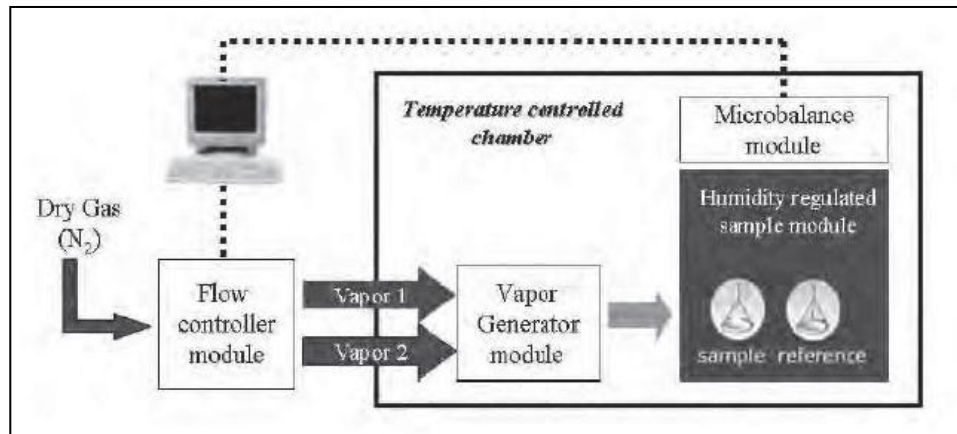 Temperature controlled
chamber
Microbalance
module
Humidity regulated
sample module
Dry Gas
(N₂)
Flow
controller
module
Vapor 1
Vapor 2
Vapor
Generator
module
sample reference